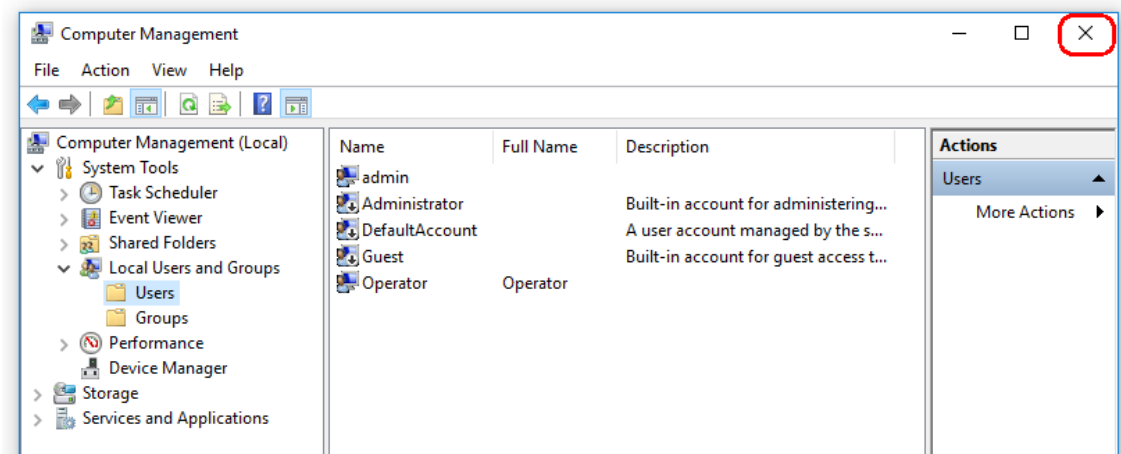 Computer Management
File Action View Help
Computer Management (Local)
System Tools
Task Scheduler
Event Viewer
Shared Folders
Local Users and Groups
Users
Groups
Performance
Device Manager
Storage
Services and Applications
Name Full Name Description
admin
Administrator Built-in account for administering...
DefaultAccount A user account managed by the s...
Guest Built-in account for guest access t...
Operator Operator
Actions
Users
More Actions